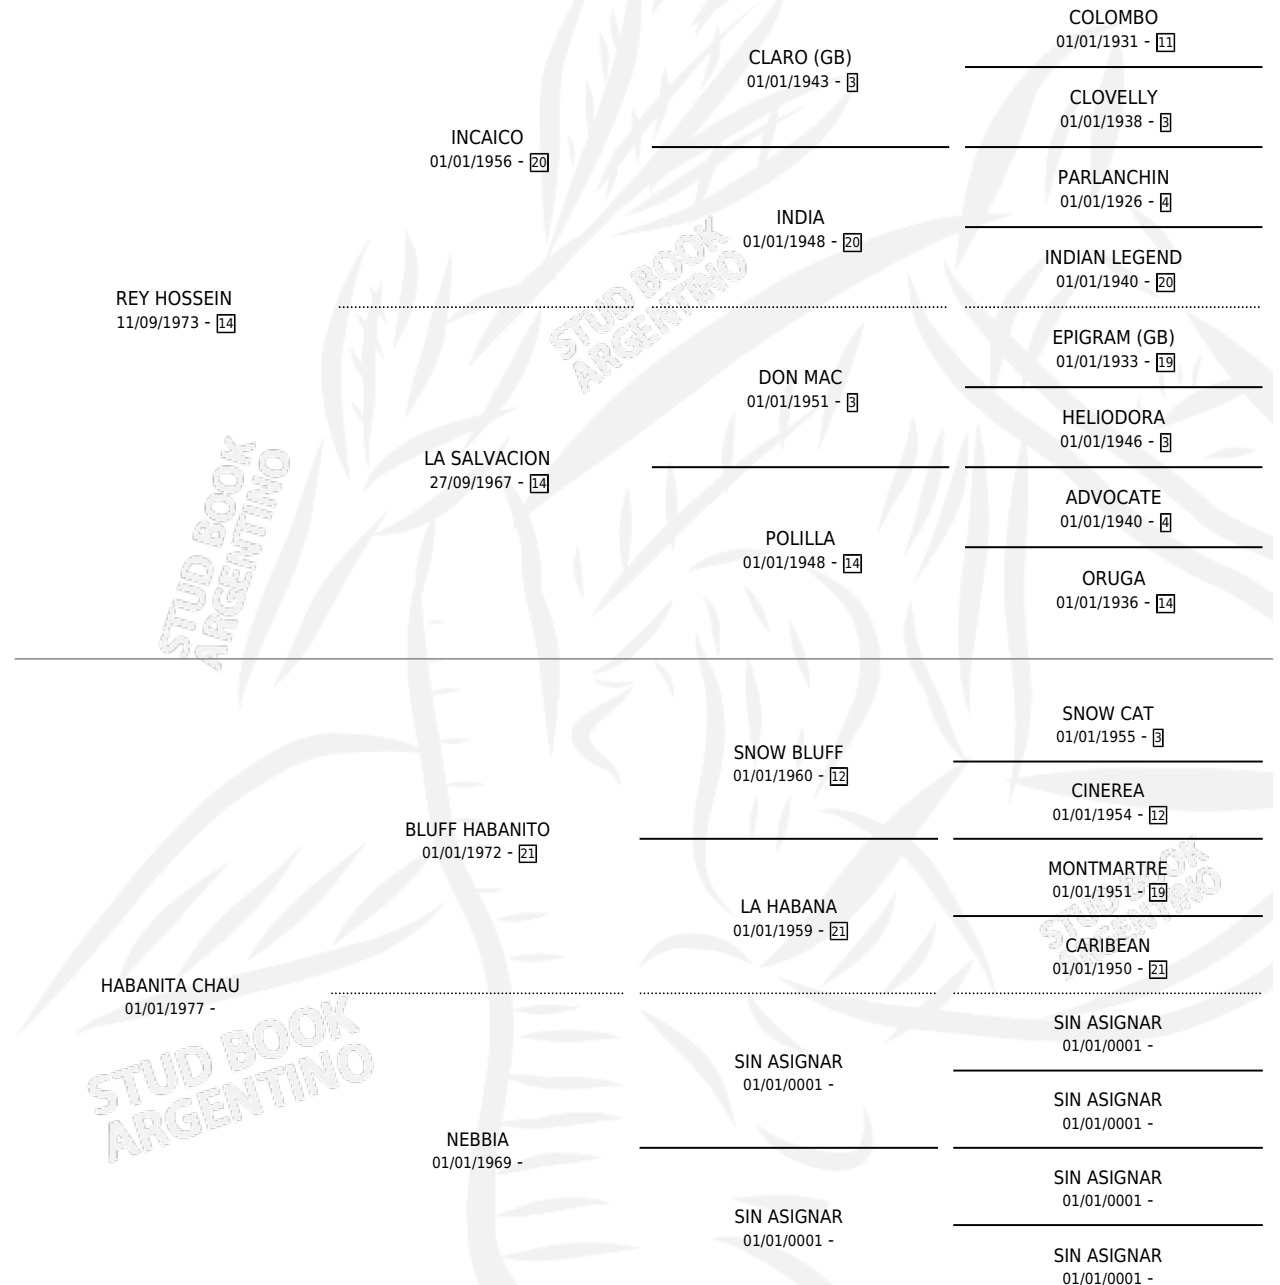 COLOMBO
01/01/1931 - 11
CLARO (GB)
01/01/1943 - 3
CLOVELLY
01/01/1938 - 3
INCAICO
01/01/1956 - 20
PARLANCHIN
01/01/1926 - 4
INDIA
01/01/1948 - 20
INDIAN LEGEND
01/01/1940 - 20
REY HOSSEIN
11/09/1973 - 14
EPIGRAM (GB)
01/01/1933 - 19
DON MAC
01/01/1951 - 3
HELIODORA
01/01/1946 - 3
LA SALVACION
27/09/1967 - 14
ADVOCATE
01/01/1940 - 4
POLILLA
01/01/1948 - 14
ORUGA
01/01/1936 - 14
STUD BOOK
ARGENTINO
STUD BOOK
ARGENTINO
SNOW CAT
01/01/1955 - 3
SNOW BLUFF
01/01/1960 - 12
CINEREA
01/01/1954 - 12
BLUFF HABANITO
01/01/1972 - 21
MONTMARTRE
01/01/1951 - 19
LA HABANA
01/01/1959 - 21
CARIBEAN
01/01/1950 - 21
HABANITA CHAU
01/01/1977 -
SIN ASIGNAR
01/01/0001 -
SIN ASIGNAR
01/01/0001 -
SIN ASIGNAR
01/01/0001 -
NEBBIA
01/01/1969 -
SIN ASIGNAR
01/01/0001 -
SIN ASIGNAR
01/01/0001 -
SIN ASIGNAR
01/01/0001 -
STUD BOOK
ARGENTINO
STUD BOOK
ARGENTINO